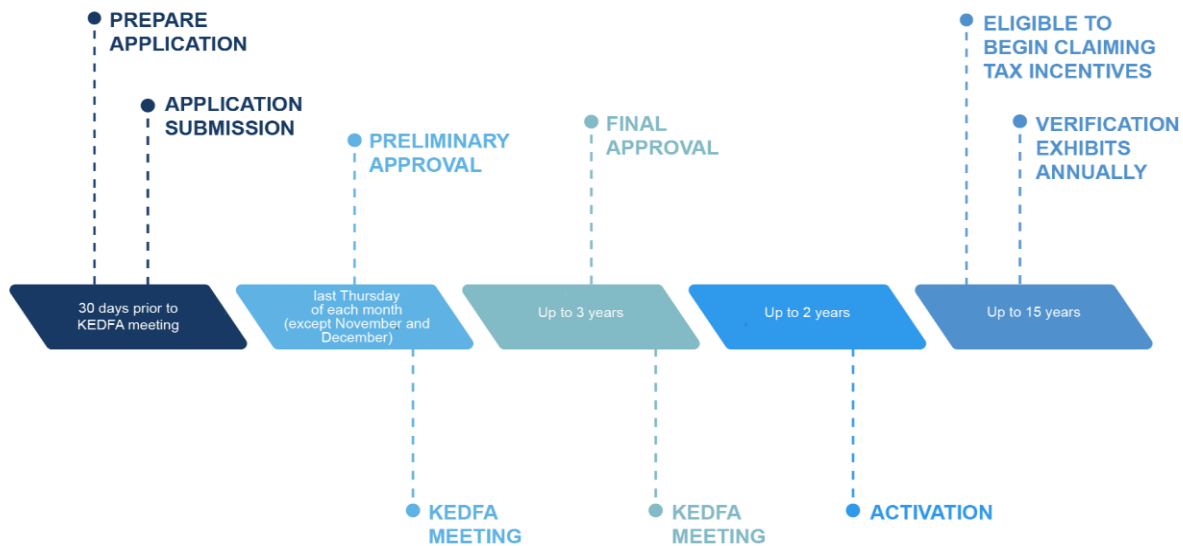 PREPARE
APPLICATION
APPLICATION
SUBMISSION
PRELIMINARY
APPROVAL
FINAL
APPROVAL
ELIGIBLE TO
BEGIN CLAIMING
TAX INCENTIVES
VERIFICATION
EXHIBITS
ANNUALLY
30 days prior to
KEDFA meeting
last Thursday
of each month
(except November and
December)
Up to 3 years
Up to 2 years
Up to 15 years
KEDFA
MEETING
KEDFA
MEETING
ACTIVATION